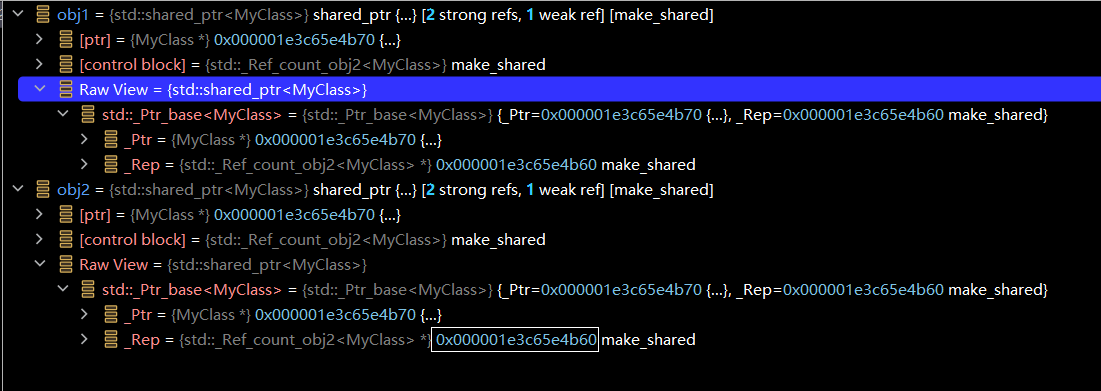 obj1 = {std::shared_ptr<MyClass>} shared_ptr {...} [2 strong refs, 1 weak ref] [make_shared]
[ptr] = {MyClass *} 0x000001e3c65e4b70 {...}
[control block] = {std::_Ref_count_obj2<MyClass>} make_shared
Raw View = {std::shared_ptr<MyClass>}
std::_Ptr_base<MyClass> = {std::_Ptr_base<MyClass>} {_Ptr=0x000001e3c65e4b70 {...}, _Rep=0x000001e3c65e4b60 make_shared}
_Ptr = {MyClass *} 0x000001e3c65e4b70 {...}
_Rep = {std::_Ref_count_obj2<MyClass> *} 0x000001e3c65e4b60 make_shared
obj2 = {std::shared_ptr<MyClass>} shared_ptr {...} [2 strong refs, 1 weak ref] [make_shared]
[ptr] = {MyClass *} 0x000001e3c65e4b70 {...}
[control block] = {std::_Ref_count_obj2<MyClass>} make_shared
Raw View = {std::shared_ptr<MyClass>}
std::_Ptr_base<MyClass> = {std::_Ptr_base<MyClass>} {_Ptr=0x000001e3c65e4b70 {...}, _Rep=0x000001e3c65e4b60 make_shared}
_Ptr = {MyClass *} 0x000001e3c65e4b70 {...}
_Rep = {std::_Ref_count_obj2<MyClass> *} 0x000001e3c65e4b60 make_shared